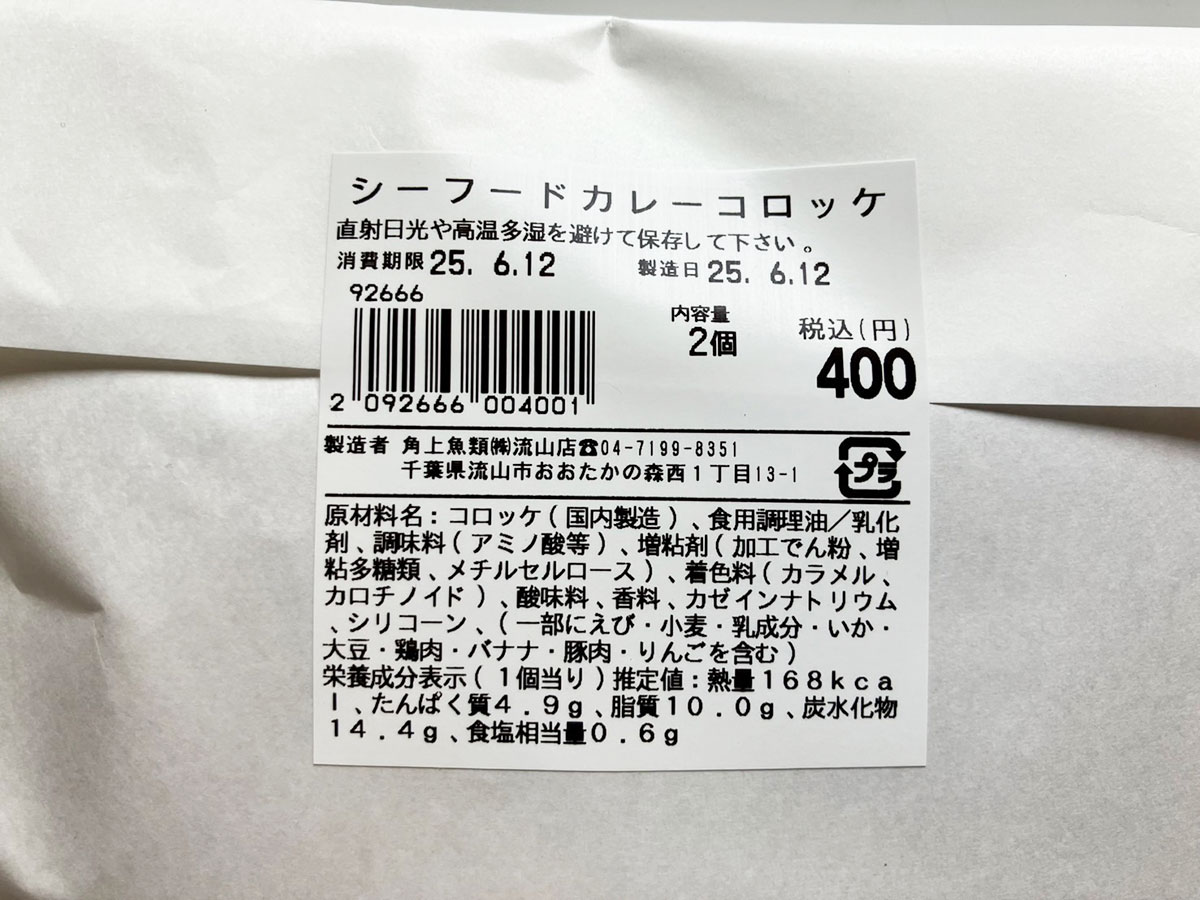 シーフードカレーコロッケ
直射日光や高温多湿を避けて保存して下さい。
消費期限 25. 6.12 製造日 25. 6.12
92666
内容量 税込(円)
2個 400
2 092666 004001
製造者 角上魚類㈱流山店☎04-7199-8351
千葉県流山市おおたかの森西1丁目13-1
プラ
原材料名：コロッケ(国内製造)、食用調理油／乳化
剤、調味料(アミノ酸等)、増粘剤(加工でん粉、増
粘多糖類、メチルセルロース)、着色料(カラメル、
カロチノイド)、酸味料、香料、カゼインナトリウム
、シリコーン、(一部にえび・小麦・乳成分・いか・
大豆・鶏肉・バナナ・豚肉・りんごを含む)
栄養成分表示(1個当り)推定値：熱量168kca
l、たんぱく質4.9g、脂質10.0g、炭水化物
14.4g、食塩相当量0.6g